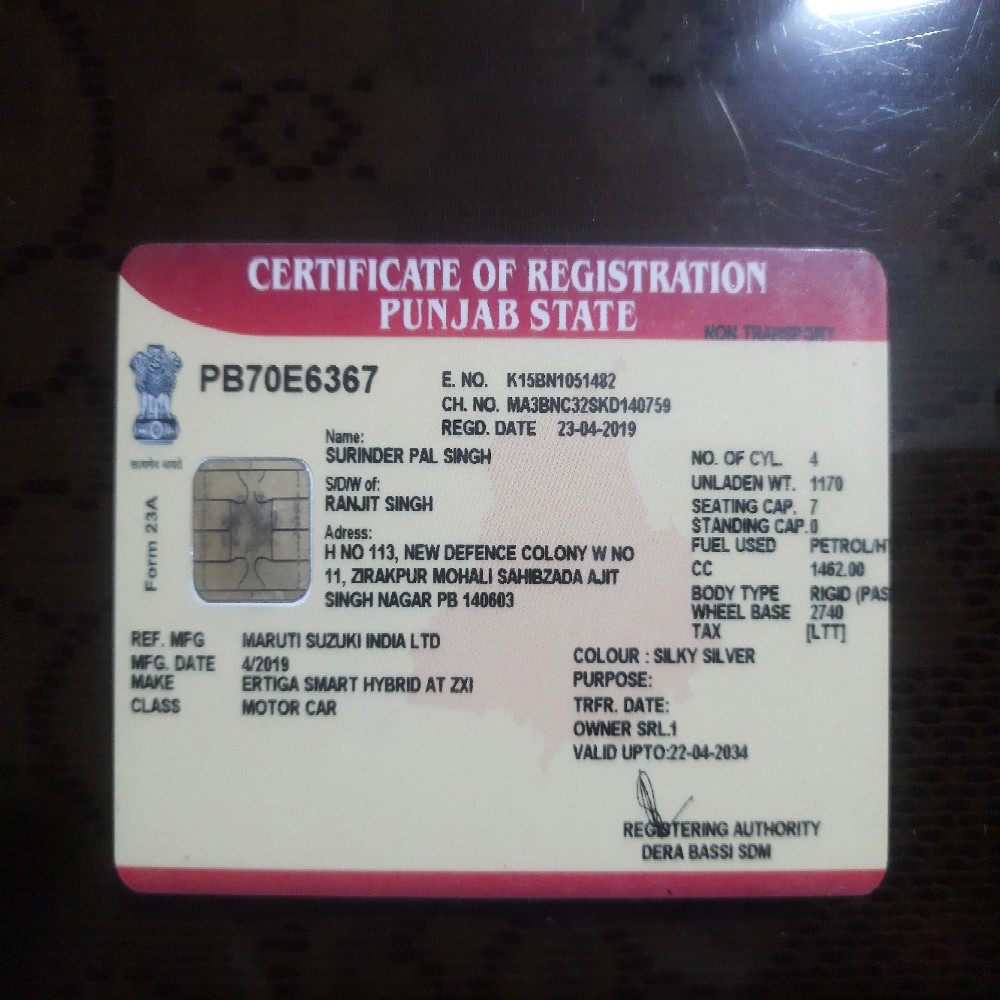 CERTIFICATE OF REGISTRATION
PUNJAB STATE
NON TRANSPORT
PB70E6367
E. NO. K15BN1051482
CH. NO. MA3BNC32SKD140759
REGD. DATE 23-04-2019
सत्यमेव जयते
Form 23A
Name:
SURINDER PAL SINGH
S/D/W of:
RANJIT SINGH
Adress:
H NO 113, NEW DEFENCE COLONY W NO
11, ZIRAKPUR MOHALI SAHIBZADA AJIT
SINGH NAGAR PB 140603
NO. OF CYL. 4
UNLADEN WT. 1170
SEATING CAP. 7
STANDING CAP.0
FUEL USED PETROL/H
CC 1462.00
BODY TYPE RIGID (PAS
WHEEL BASE 2740
TAX [LTT]
REF. MFG MARUTI SUZUKI INDIA LTD
MFG. DATE 4/2019
MAKE ERTIGA SMART HYBRID AT ZXI
CLASS MOTOR CAR
COLOUR : SILKY SILVER
PURPOSE:
TRFR. DATE:
OWNER SRL.1
VALID UPTO:22-04-2034
REGISTERING AUTHORITY
DERA BASSI SDM